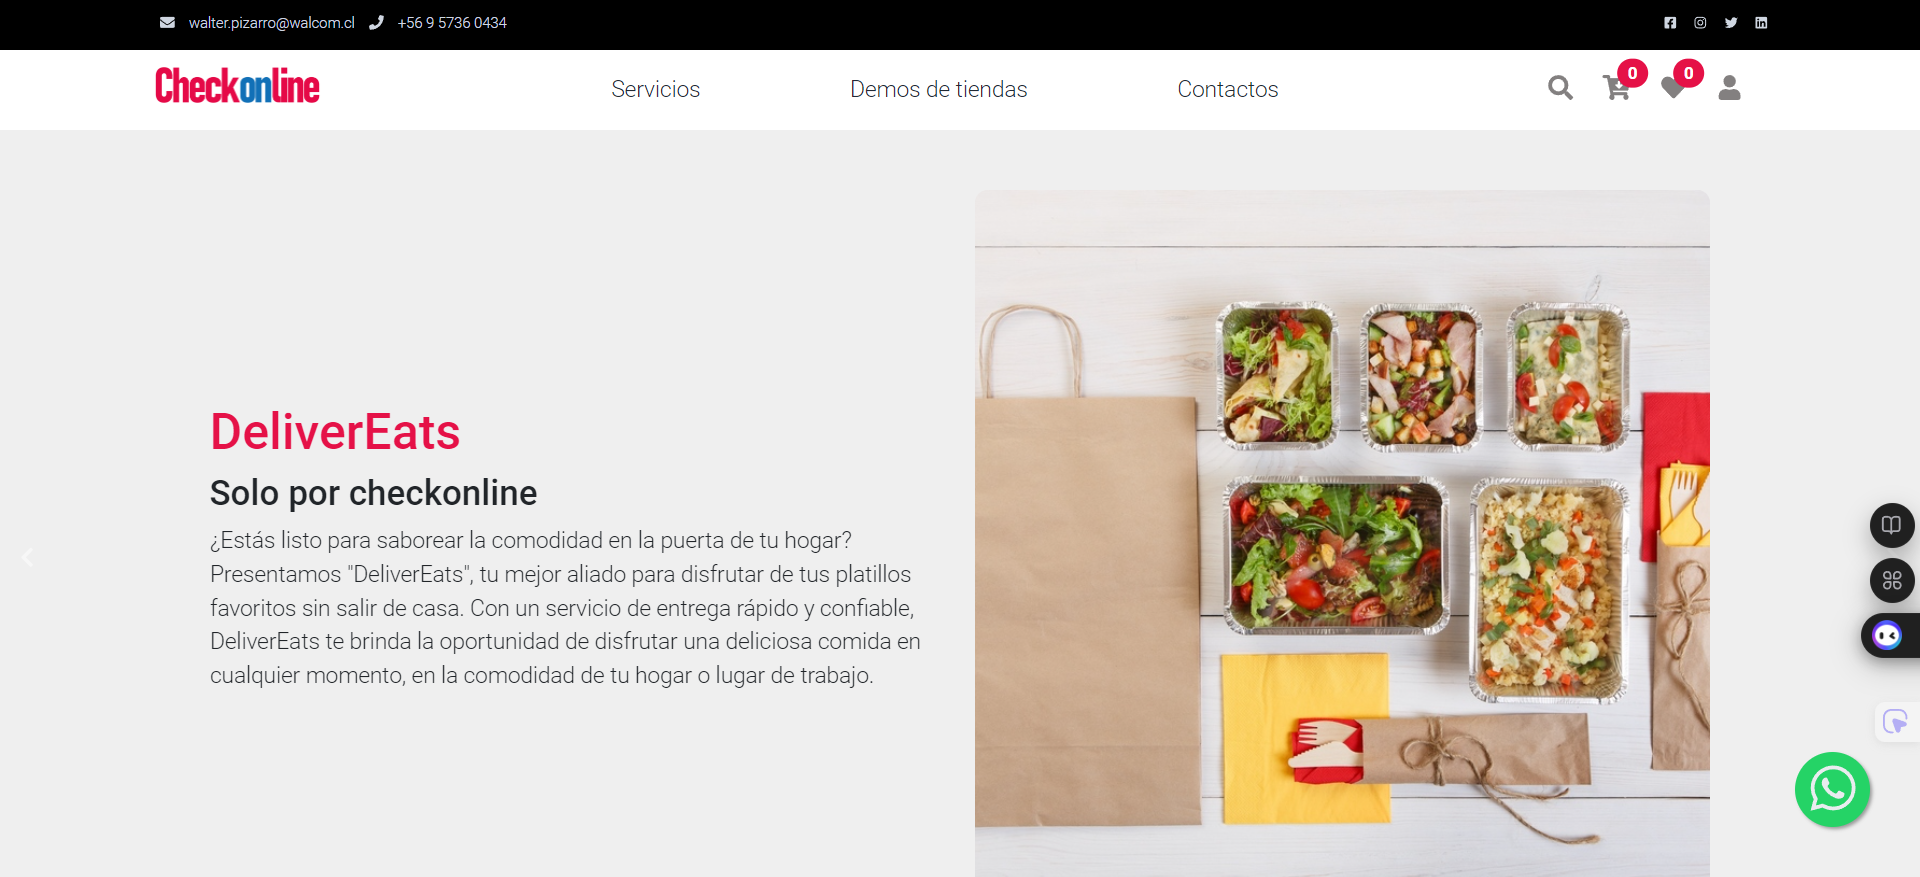 walter.pizarro@walcom.cl +56 9 5736 0434
Checkonline
Servicios Demos de tiendas Contactos
0 0
DeliverEats
Solo por checkonline
¿Estás listo para saborear la comodidad en la puerta de tu hogar?
Presentamos "DeliverEats", tu mejor aliado para disfrutar de tus platillos
favoritos sin salir de casa. Con un servicio de entrega rápido y confiable,
DeliverEats te brinda la oportunidad de disfrutar una deliciosa comida en
cualquier momento, en la comodidad de tu hogar o lugar de trabajo.